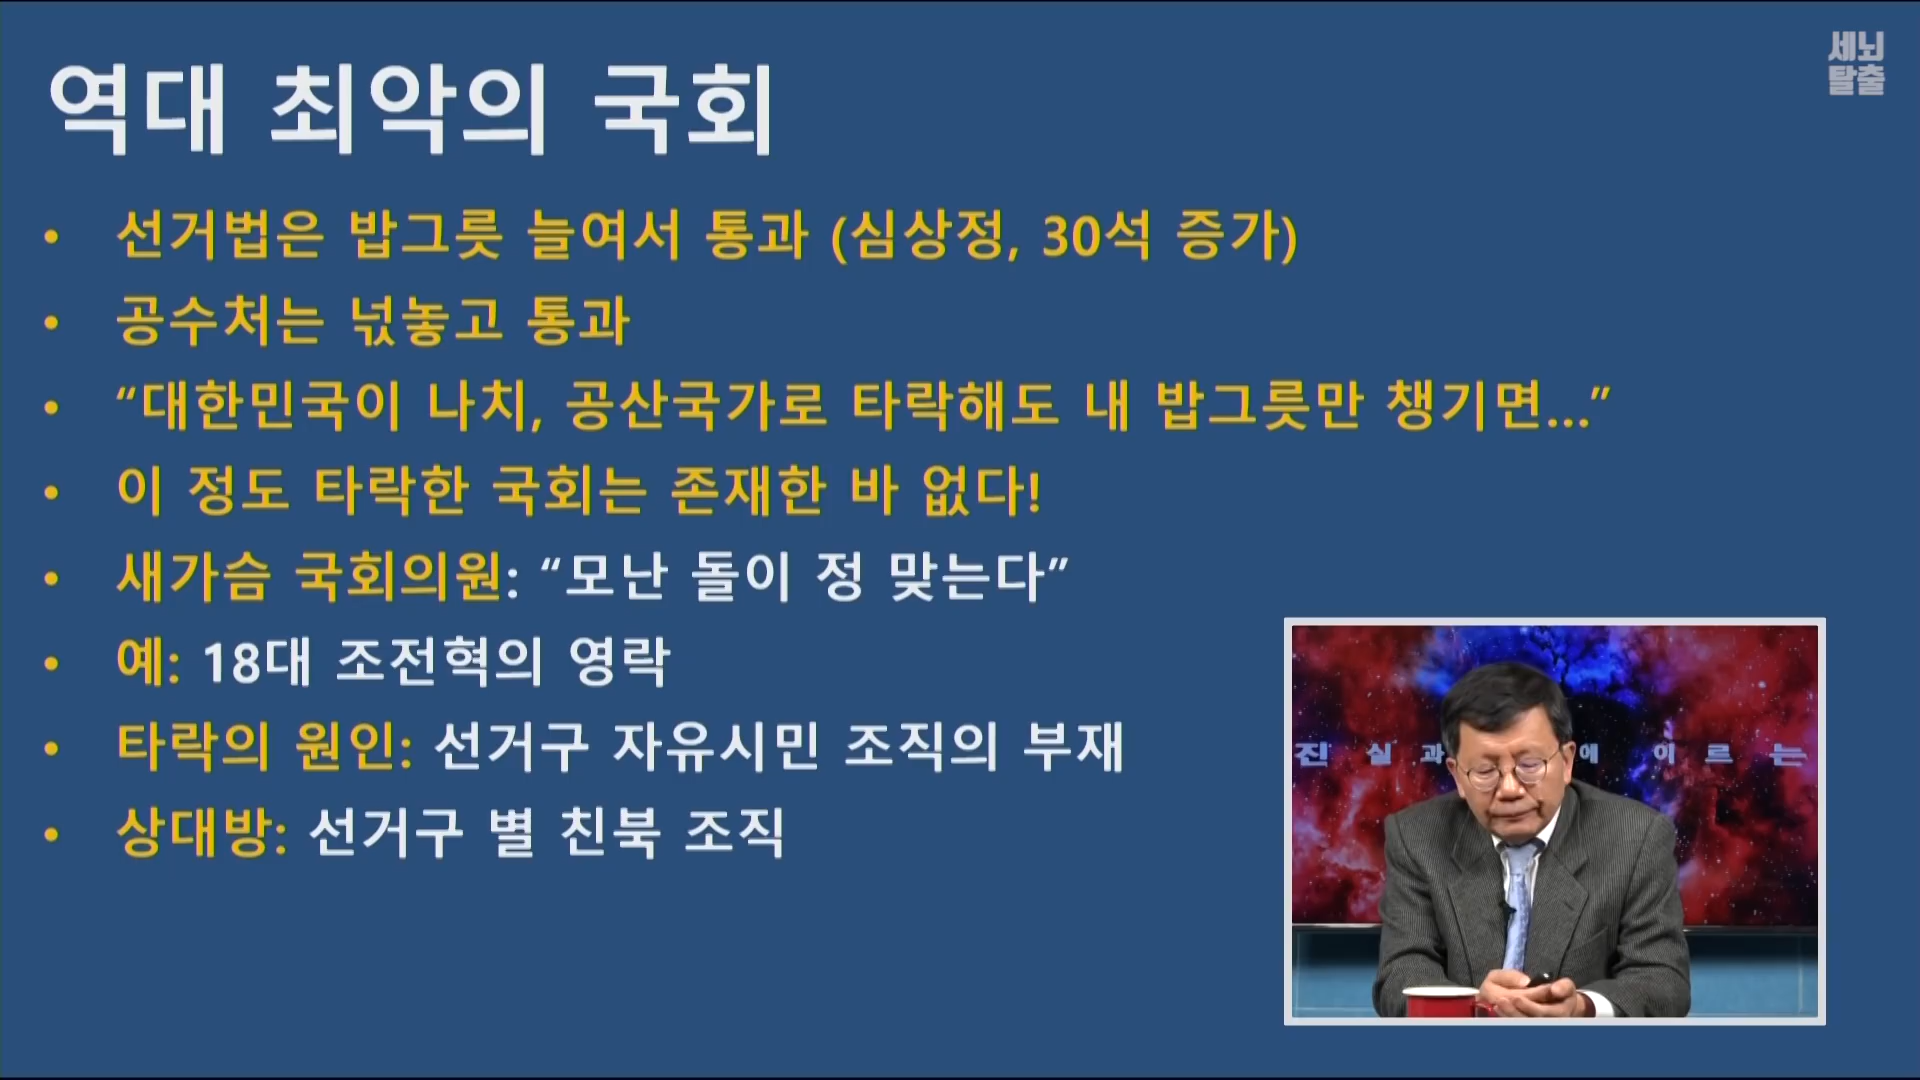 세뇌
탈출
역대 최악의 국회
• 선거법은 밥그릇 늘여서 통과 (심상정, 30석 증가)
• 공수처는 넋놓고 통과
• “대한민국이 나치, 공산국가로 타락해도 내 밥그릇만 챙기면...”
• 이 정도 타락한 국회는 존재한 바 없다!
• 새가슴 국회의원: “모난 돌이 정 맞는다”
• 예: 18대 조전혁의 영락
• 타락의 원인: 선거구 자유시민 조직의 부재
• 상대방: 선거구 별 친북 조직
진 실 과 에 이 르 는